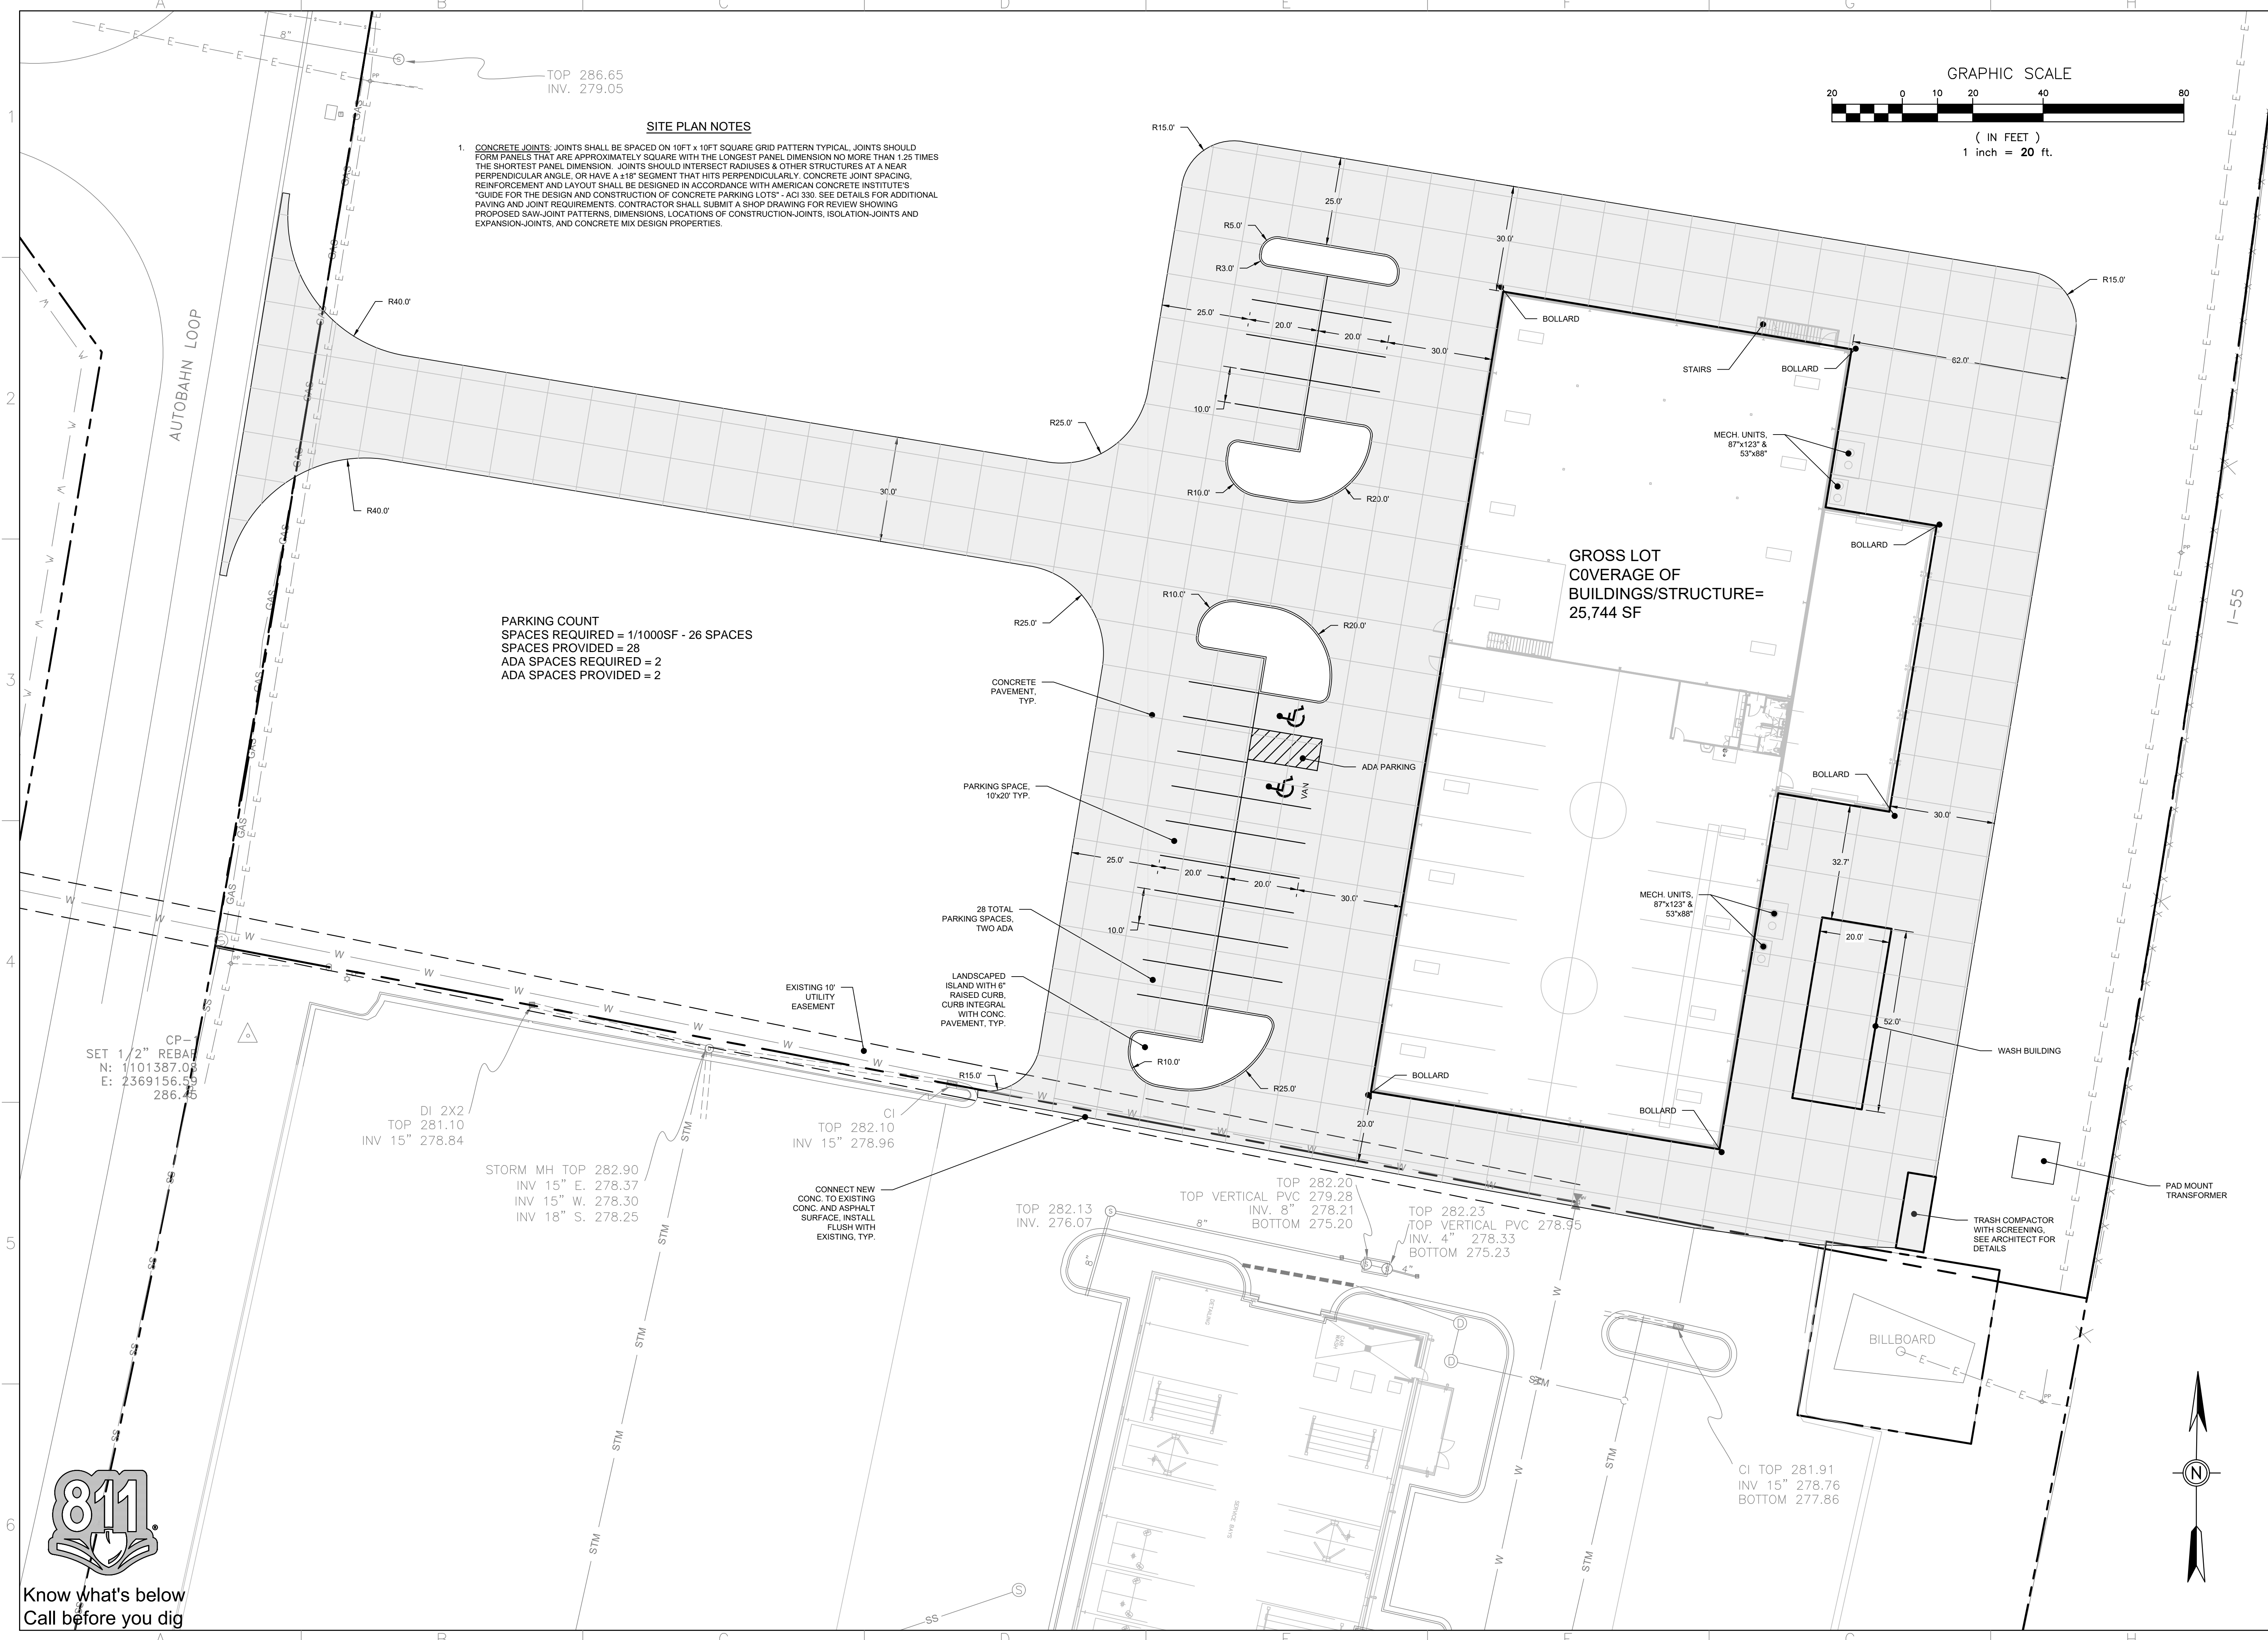 A B C D E F G H
1
2
3
4
5
6
8"
TOP 286.65
INV. 279.05
SITE PLAN NOTES
1. CONCRETE JOINTS: JOINTS SHALL BE SPACED ON 10FT x 10FT SQUARE GRID PATTERN TYPICAL, JOINTS SHOULD
FORM PANELS THAT ARE APPROXIMATELY SQUARE WITH THE LONGEST PANEL DIMENSION NO MORE THAN 1.25 TIMES
THE SHORTEST PANEL DIMENSION. JOINTS SHOULD INTERSECT RADIUSES & OTHER STRUCTURES AT A NEAR
PERPENDICULAR ANGLE, OR HAVE A ±18" SEGMENT THAT HITS PERPENDICULARLY. CONCRETE JOINT SPACING,
REINFORCEMENT AND LAYOUT SHALL BE DESIGNED IN ACCORDANCE WITH AMERICAN CONCRETE INSTITUTE'S
"GUIDE FOR THE DESIGN AND CONSTRUCTION OF CONCRETE PARKING LOTS" - ACI 330. SEE DETAILS FOR ADDITIONAL
PAVING AND JOINT REQUIREMENTS. CONTRACTOR SHALL SUBMIT A SHOP DRAWING FOR REVIEW SHOWING
PROPOSED SAW-JOINT PATTERNS, DIMENSIONS, LOCATIONS OF CONSTRUCTION-JOINTS, ISOLATION-JOINTS AND
EXPANSION-JOINTS, AND CONCRETE MIX DESIGN PROPERTIES.
GRAPHIC SCALE
20 0 10 20 40 80
( IN FEET )
1 inch = 20 ft.
R15.0'
25.0'
R5.0'
30.0'
R3.0'
R15.0'
R40.0'
25.0'
20.0'
20.0'
30.0'
BOLLARD
STAIRS
BOLLARD
62.0'
AUTOBAHN LOOP
10.0'
R25.0'
MECH. UNITS,
87"x123" &
53"x88"
R10.0'
R20.0'
30.0'
R40.0'
BOLLARD
GROSS LOT
C0VERAGE OF
BUILDINGS/STRUCTURE=
25,744 SF
I-55
R10.0'
R20.0'
R25.0'
PARKING COUNT
SPACES REQUIRED = 1/1000SF - 26 SPACES
SPACES PROVIDED = 28
ADA SPACES REQUIRED = 2
ADA SPACES PROVIDED = 2
CONCRETE
PAVEMENT,
TYP.
ADA PARKING
VAN
PARKING SPACE,
10'x20' TYP.
BOLLARD
30.0'
32.7'
25.0'
20.0'
20.0'
30.0'
10.0'
28 TOTAL
PARKING SPACES,
TWO ADA
MECH. UNITS,
87"x123" &
53"x88"
20.0'
52.0'
EXISTING 10'
UTILITY
EASEMENT
LANDSCAPED
ISLAND WITH 6"
RAISED CURB,
CURB INTEGRAL
WITH CONC.
PAVEMENT, TYP.
R10.0'
R25.0'
R15.0'
BOLLARD
BOLLARD
WASH BUILDING
CP-1
SET 1/2" REBAR
N: 1101387.08
E: 2369156.59
286.45
DI 2X2
TOP 281.10
INV 15" 278.84
CI
TOP 282.10
INV 15" 278.96
STORM MH TOP 282.90
INV 15" E. 278.37
INV 15" W. 278.30
INV 18" S. 278.25
CONNECT NEW
CONC. TO EXISTING
CONC. AND ASPHALT
SURFACE, INSTALL
FLUSH WITH
EXISTING, TYP.
20.0'
TOP 282.13
INV. 276.07
TOP 282.20
TOP VERTICAL PVC 279.28
INV. 8" 278.21
BOTTOM 275.20
TOP 282.23
TOP VERTICAL PVC 278.95
INV. 4" 278.33
BOTTOM 275.23
8"
8"
4"
PAD MOUNT
TRANSFORMER
TRASH COMPACTOR
WITH SCREENING,
SEE ARCHITECT FOR
DETAILS
DETAILING
CAR
WASH
SERVICE BAYS
BILLBOARD
CI TOP 281.91
INV 15" 278.76
BOTTOM 277.86
N
811
Know what's below
Call before you dig
A B C D E F G H